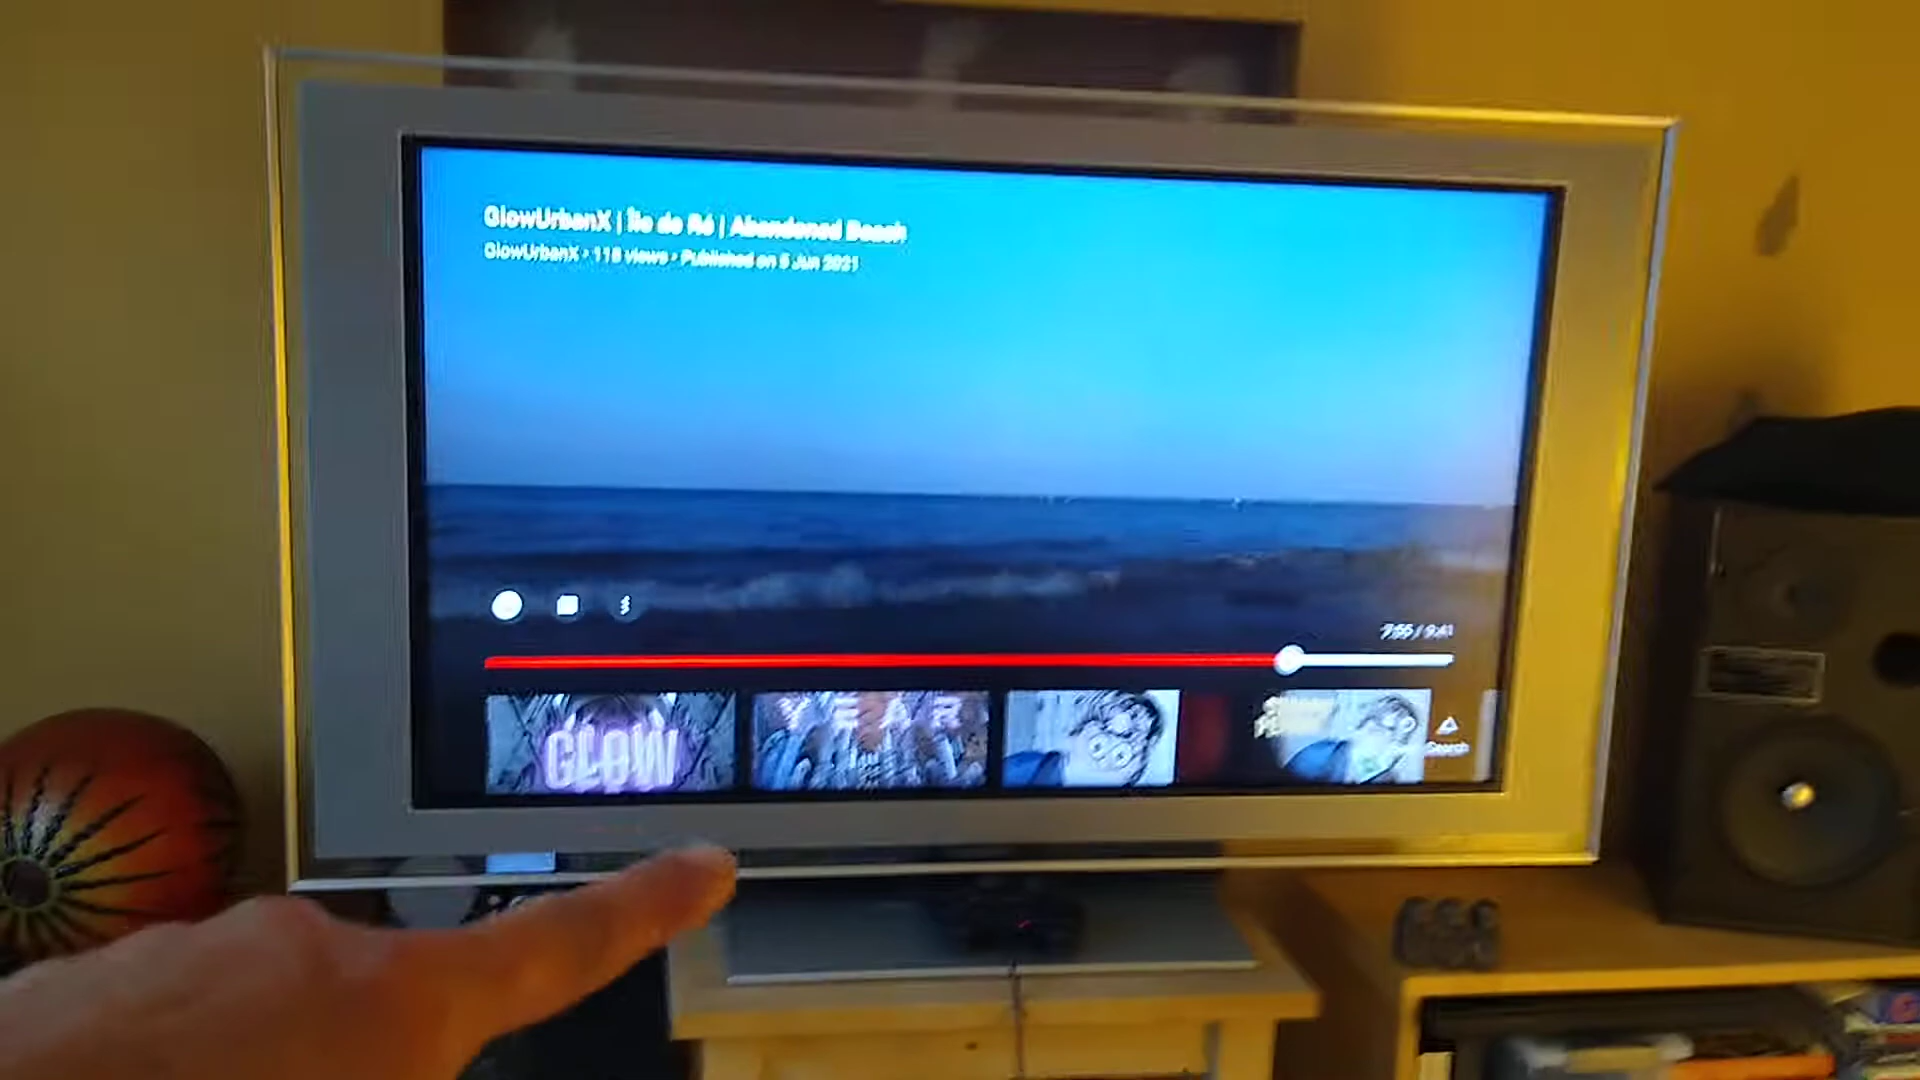 GlowUrbanX | Île de Ré | Abandoned Beach
GlowUrbanX • 118 views • Published on 5 Jun 2021
7:55 / 9:41
GLOW
YEAR
Search